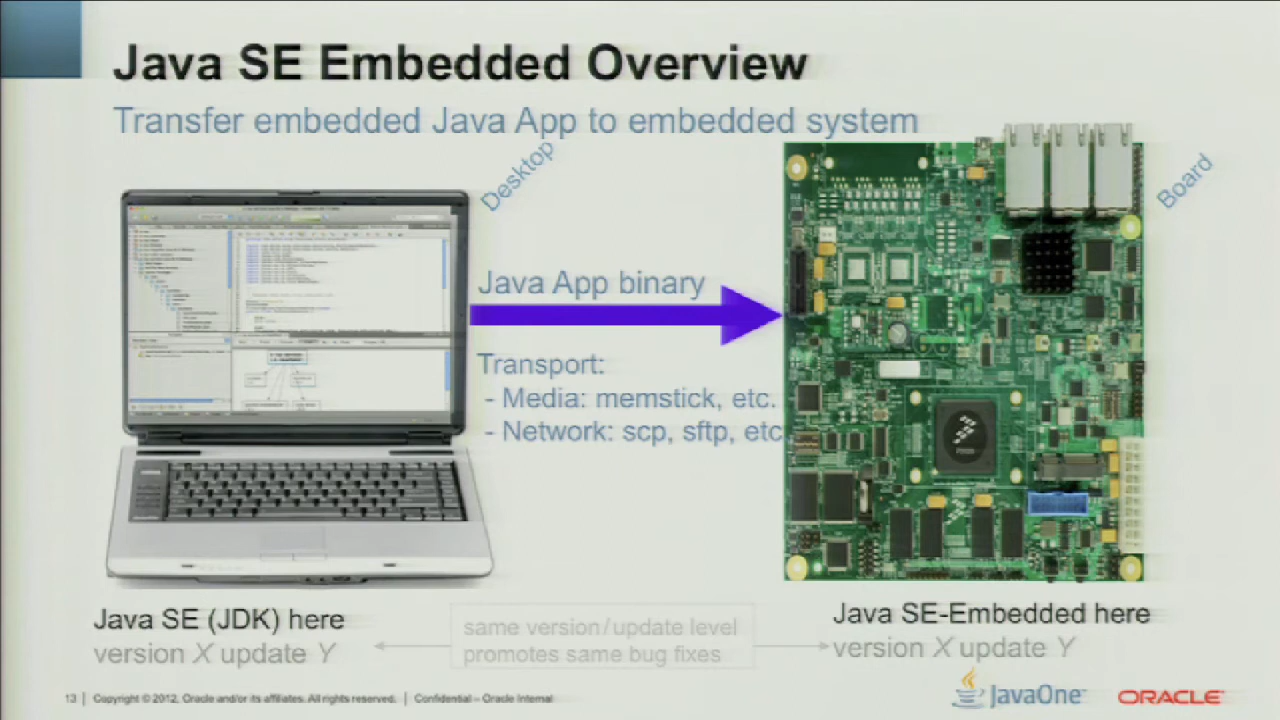 Java SE Embedded Overview
Transfer embedded Java App to embedded system
Desktop
Board
Java App binary
Transport:
- Media: memstick, etc.
- Network: scp, sftp, etc.
Java SE (JDK) here
version X update Y
same version/update level
promotes same bug fixes
Java SE-Embedded here
version X update Y
13 | Copyright © 2012, Oracle and/or its affiliates. All rights reserved. | Confidential – Oracle Internal
JavaOne
ORACLE